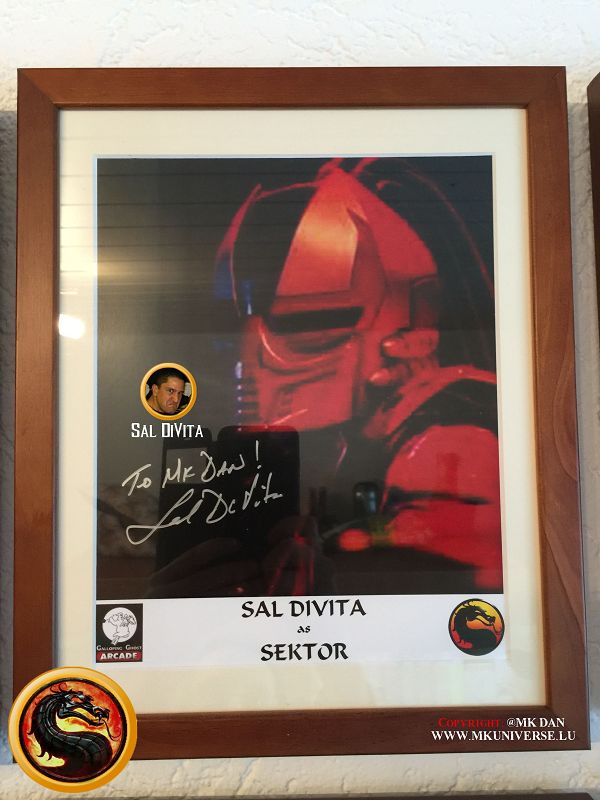 SAL DIVITA
TO MK DAN!
Sal DiVita
SAL DIVITA
as
SEKTOR
GALLOPING GHOST
ARCADE
COPYRIGHT: @MK DAN
WWW.MKUNIVERSE.LU